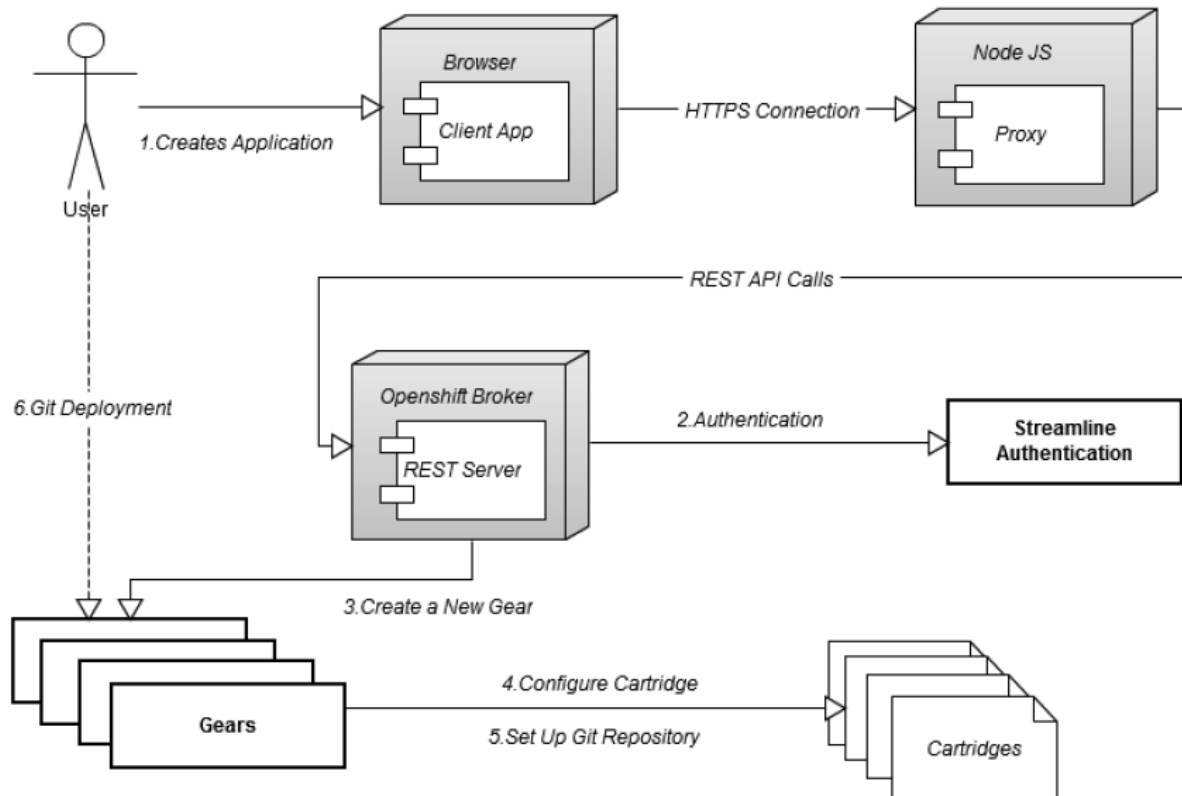 Browser
Node JS
Client App
HTTPS Connection
Proxy
1.Creates Application
User
REST API Calls
Openshift Broker
6.Git Deployment
2.Authentication
Streamline
Authentication
REST Server
3.Create a New Gear
4.Configure Cartridge
Gears
5.Set Up Git Repository
Cartridges